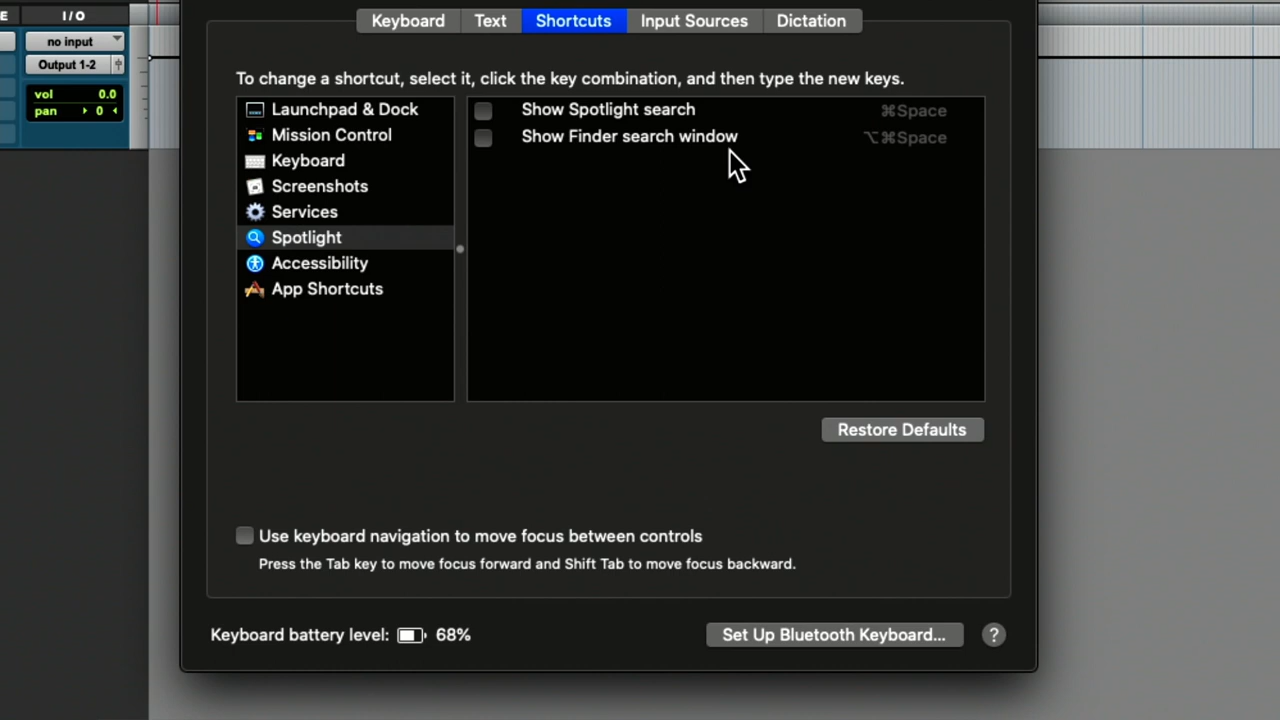 E
I/O
no input
Output 1-2
vol 0.0
pan 0
Keyboard Text Shortcuts Input Sources Dictation
To change a shortcut, select it, click the key combination, and then type the new keys.
Launchpad & Dock
Mission Control
Keyboard
Screenshots
Services
Spotlight
Accessibility
App Shortcuts
Show Spotlight search ⌘Space
Show Finder search window ⌥⌘Space
Restore Defaults
Use keyboard navigation to move focus between controls
Press the Tab key to move focus forward and Shift Tab to move focus backward.
Keyboard battery level: 68%
Set Up Bluetooth Keyboard... ?